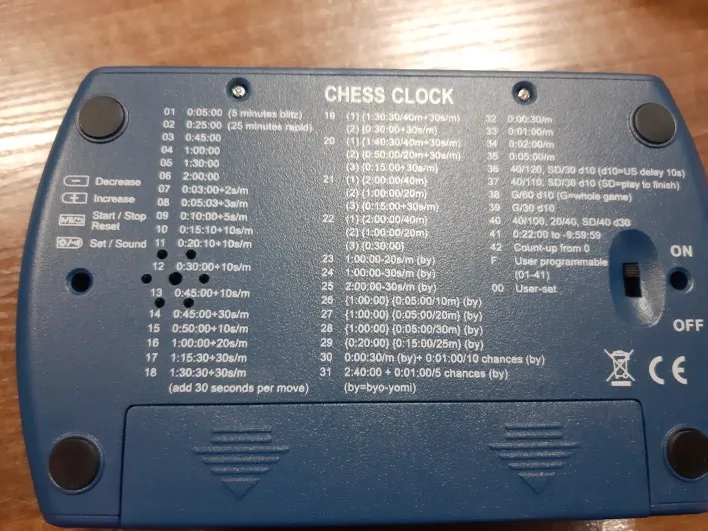 CHESS CLOCK
Decrease
Increase
Start / Stop
Reset
Set / Sound
01 0:05:00 (5 minutes blitz)
02 0:25:00 (25 minutes rapid)
03 0:45:00
04 1:00:00
05 1:30:00
06 2:00:00
07 0:03:00+2s/m
08 0:05:03+3s/m
09 0:10:00+5s/m
10 0:15:10+10s/m
11 0:20:10+10s/m
12 0:30:00+10s/m
13 0:45:00+10s/m
14 0:45:00+30s/m
15 0:50:00+10s/m
16 1:00:00+20s/m
17 1:15:30+30s/m
18 1:30:30+30s/m
(add 30 seconds per move)
19 (1) {1:30:30/40m+30s/m}
(2) {0:30:00+30s/m}
20 (1) {1:40:30/40m+30s/m}
(2) {0:50:00/20m+30s/m}
(3) {0:15:00+30s/m}
21 (1) {2:00:00/40m}
(2) {1:00:00/20m}
(3) {0:15:00+30s/m}
22 (1) {2:00:00/40m}
(2) {1:00:00/20m}
(3) {0:30:00}
23 1:00:00-20s/m (by)
24 1:00:00-30s/m (by)
25 2:00:00-30s/m (by)
26 {1:00:00} {0:05:00/10m} (by)
27 {1:00:00} {0:05:00/20m} (by)
28 {1:00:00} {0:05:00/30m} (by)
29 {0:20:00} {0:15:00/25m} (by)
30 0:00:30/m (by)+ 0:01:00/10 chances (by)
31 2:40:00 + 0:01:00/5 chances (by)
(by=byo-yomi)
32 0:00:30/m
33 0:01:00/m
34 0:02:00/m
35 0:05:00/m
36 40/120, SD/30 d10 (d10=US delay 10s)
37 40/110, SD/30 d10 (SD=play to finish)
38 G/60 d10 (G=whole game)
39 G/30 d10
40 40/100, 20/40, SD/40 d30
41 0:22:00 to -9:59:59
42 Count-up from 0
F User programmable
(01-41)
00 User-set
ON
OFF
CE